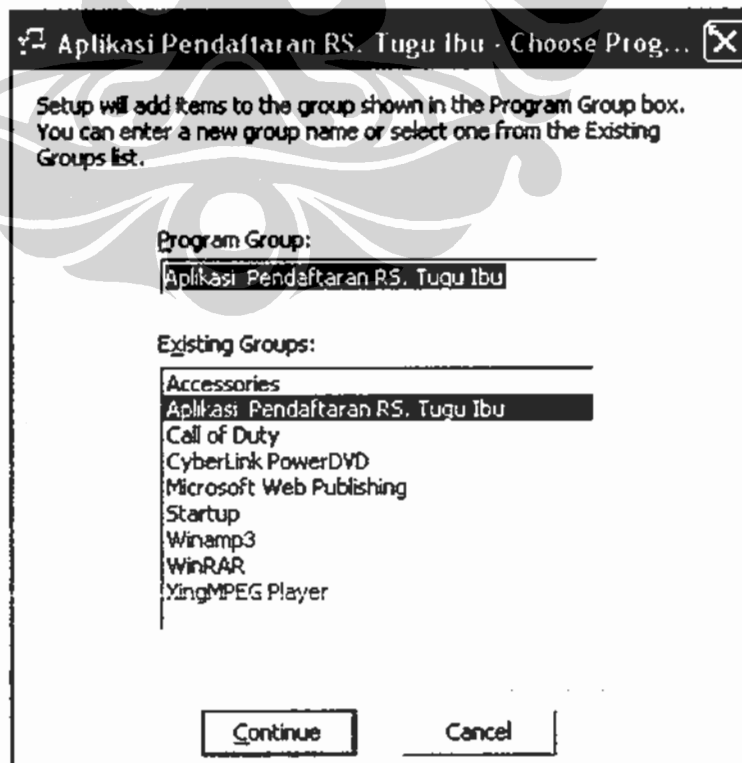 Aplikasi Pendaftaran RS. Tugu Ibu - Choose Prog...
Setup will add items to the group shown in the Program Group box.
You can enter a new group name or select one from the Existing
Groups list.
Program Group:
Aplikasi Pendaftaran RS. Tugu Ibu
Existing Groups:
Accessories
Aplikasi Pendaftaran RS. Tugu Ibu
Call of Duty
CyberLink PowerDVD
Microsoft Web Publishing
Startup
Winamp3
WinRAR
XingMPEG Player
Continue
Cancel